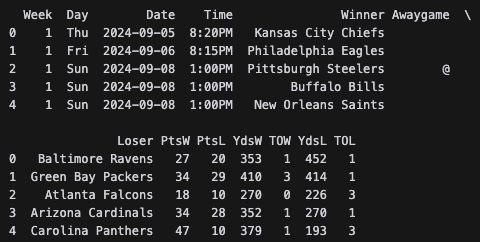 Week Day Date Time Winner Awaygame \
0 1 Thu 2024-09-05 8:20PM Kansas City Chiefs
1 1 Fri 2024-09-06 8:15PM Philadelphia Eagles
2 1 Sun 2024-09-08 1:00PM Pittsburgh Steelers @
3 1 Sun 2024-09-08 1:00PM Buffalo Bills
4 1 Sun 2024-09-08 1:00PM New Orleans Saints
Loser PtsW PtsL YdsW TOW YdsL TOL
0 Baltimore Ravens 27 20 353 1 452 1
1 Green Bay Packers 34 29 410 3 414 1
2 Atlanta Falcons 18 10 270 0 226 3
3 Arizona Cardinals 34 28 352 1 270 1
4 Carolina Panthers 47 10 379 1 193 3